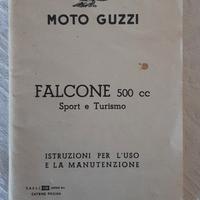 MOTO GUZZI
FALCONE 500 cc
Sport e Turismo
ISTRUZIONI PER L'USO
E LA MANUTENZIONE